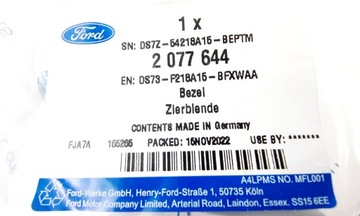 Ford
1 x
SN: DS7Z-54218A16-BEPTM
2 077 644
EN: DS73-F218A16-BFXWAA
Bezel
Zierblende
CONTENTS MADE IN Germany
FJA7A 165265 PACKED: 15NOV2022 USE BY: *******
A4LPMS NO. MFL001
Ford-Werke GmbH, Henry-Ford-Straße 1, 50735 Köln
Ford Motor Company Limited, Arterial Road, Laindon, Essex. SS15 6EE